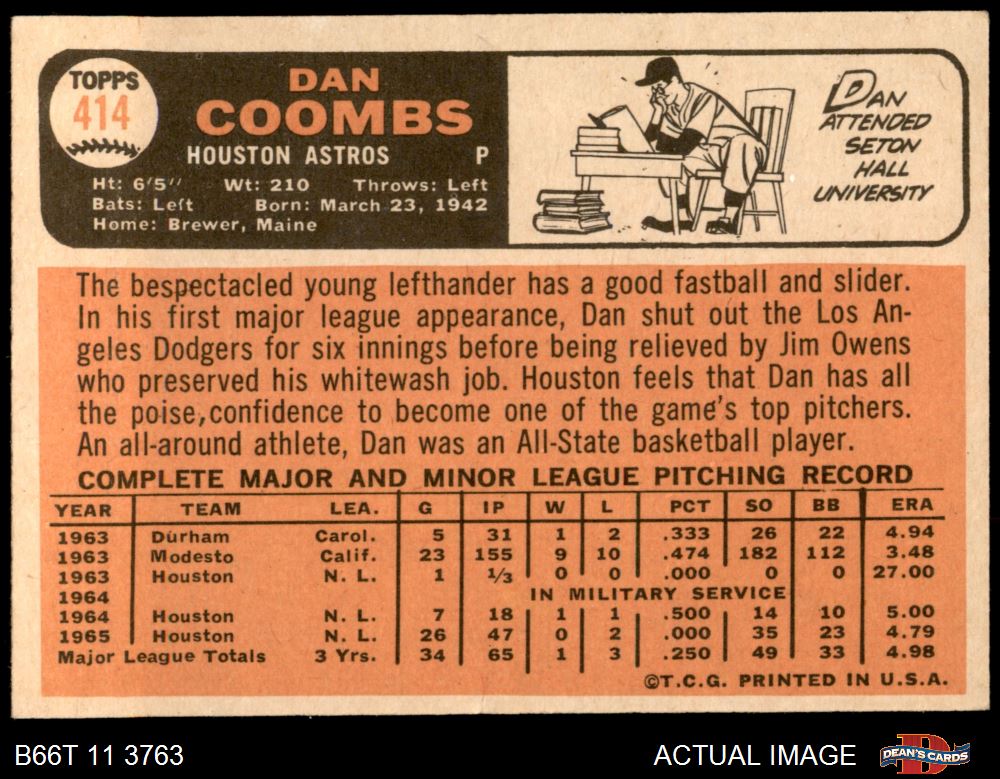 TOPPS
414
DAN
COOMBS
HOUSTON ASTROS P
Ht: 6'5" Wt: 210 Throws: Left
Bats: Left Born: March 23, 1942
Home: Brewer, Maine
DAN
ATTENDED
SETON
HALL
UNIVERSITY
The bespectacled young lefthander has a good fastball and slider.
In his first major league appearance, Dan shut out the Los An-
geles Dodgers for six innings before being relieved by Jim Owens
who preserved his whitewash job. Houston feels that Dan has all
the poise, confidence to become one of the game's top pitchers.
An all-around athlete, Dan was an All-State basketball player.
COMPLETE MAJOR AND MINOR LEAGUE PITCHING RECORD
YEAR TEAM LEA. G IP W L PCT SO BB ERA
1963 Durham Carol. 5 31 1 2 .333 26 22 4.94
1963 Modesto Calif. 23 155 9 10 .474 182 112 3.48
1963 Houston N. L. 1 1/3 0 0 .000 0 0 27.00
1964 IN MILITARY SERVICE
1964 Houston N. L. 7 18 1 1 .500 14 10 5.00
1965 Houston N. L. 26 47 0 2 .000 35 23 4.79
Major League Totals 3 Yrs. 34 65 1 3 .250 49 33 4.98
©T.C.G. PRINTED IN U.S.A.
B66T 11 3763 ACTUAL IMAGE DEAN'S CARDS